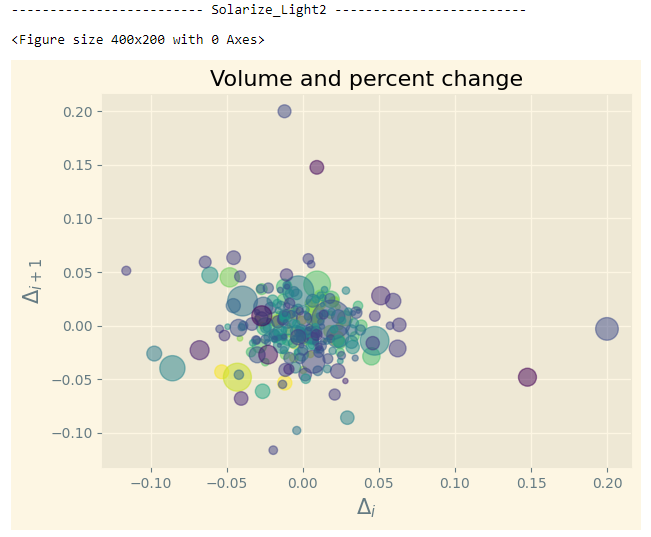 ------------------------- Solarize_Light2 -------------------------
<Figure size 400x200 with 0 Axes>
Volume and percent change
0.20
0.15
0.10
0.05
0.00
−0.05
−0.10
Δi + 1
−0.10 −0.05 0.00 0.05 0.10 0.15 0.20
Δi